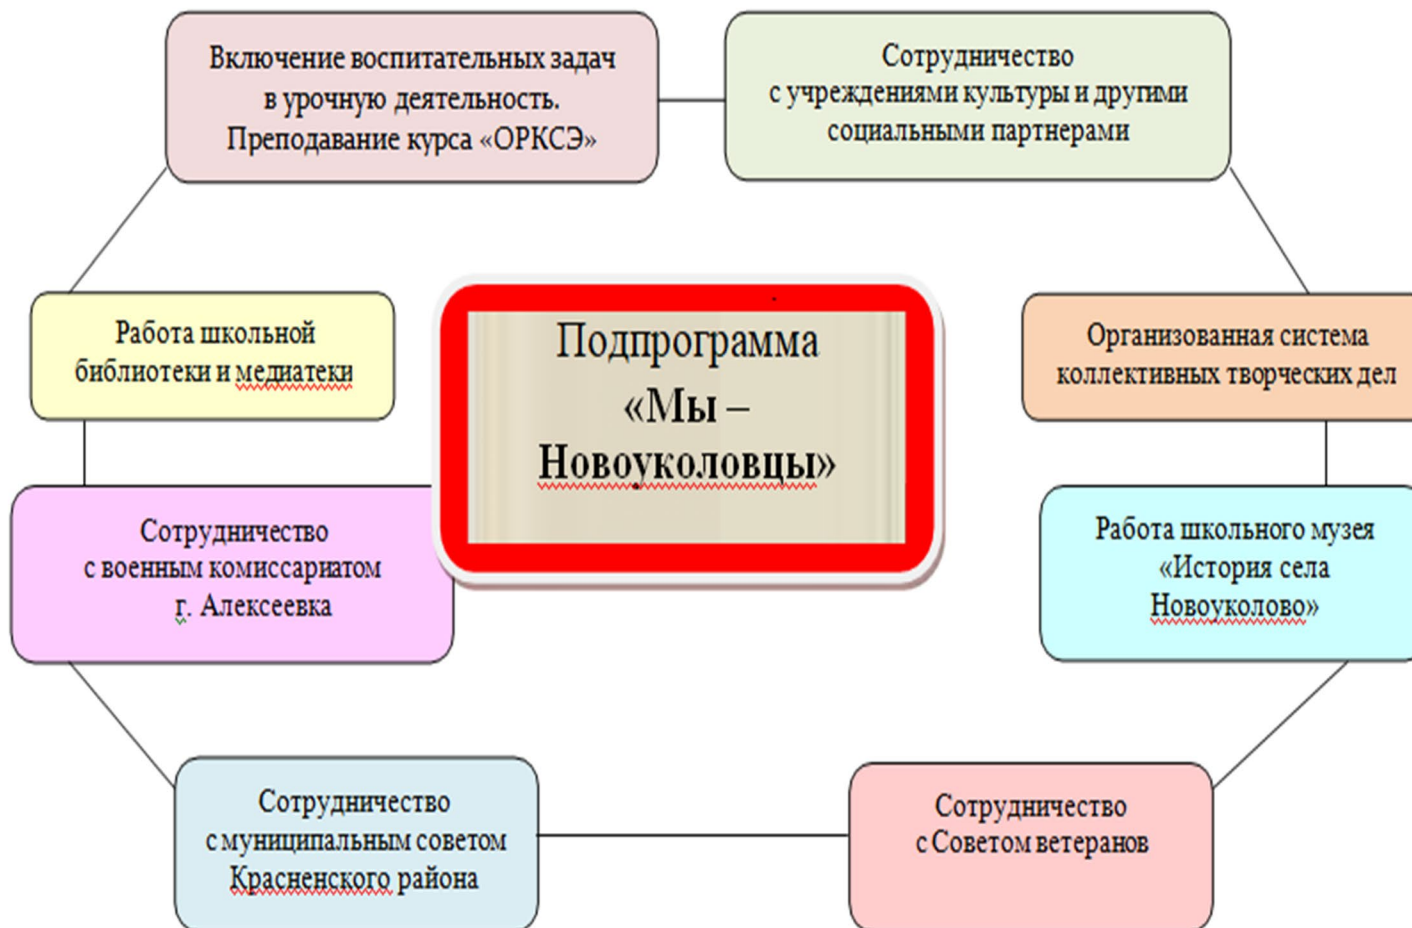 Включение воспитательных задач
в урочную деятельность.
Преподавание курса «ОРКСЭ»
Сотрудничество
с учреждениями культуры и другими
социальными партнерами
Работа школьной
библиотеки и медиатеки
Подпрограмма
«Мы –
Новоуколовцы»
Организованная система
коллективных творческих дел
Сотрудничество
с военным комиссариатом
г. Алексеевка
Работа школьного музея
«История села
Новоуколово»
Сотрудничество
с муниципальным советом
Красненского района
Сотрудничество
с Советом ветеранов